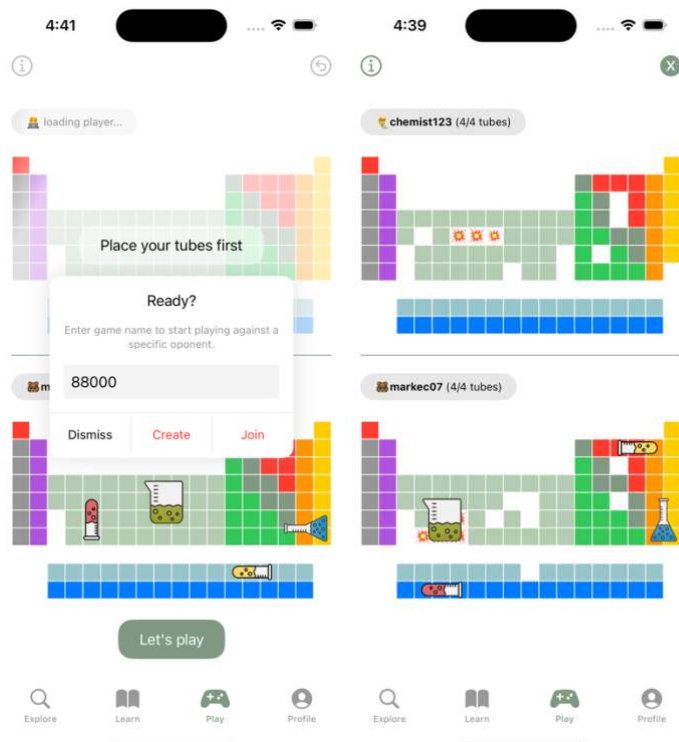 4:41
loading player...
Place your tubes first
Ready?
Enter game name to start playing against a
specific oponent.
88000
m
Dismiss
Create
Join
Let's play
Explore
Learn
Play
Profile
4:39
i
X
chemist123 (4/4 tubes)
markec07 (4/4 tubes)
Explore
Learn
Play
Profile